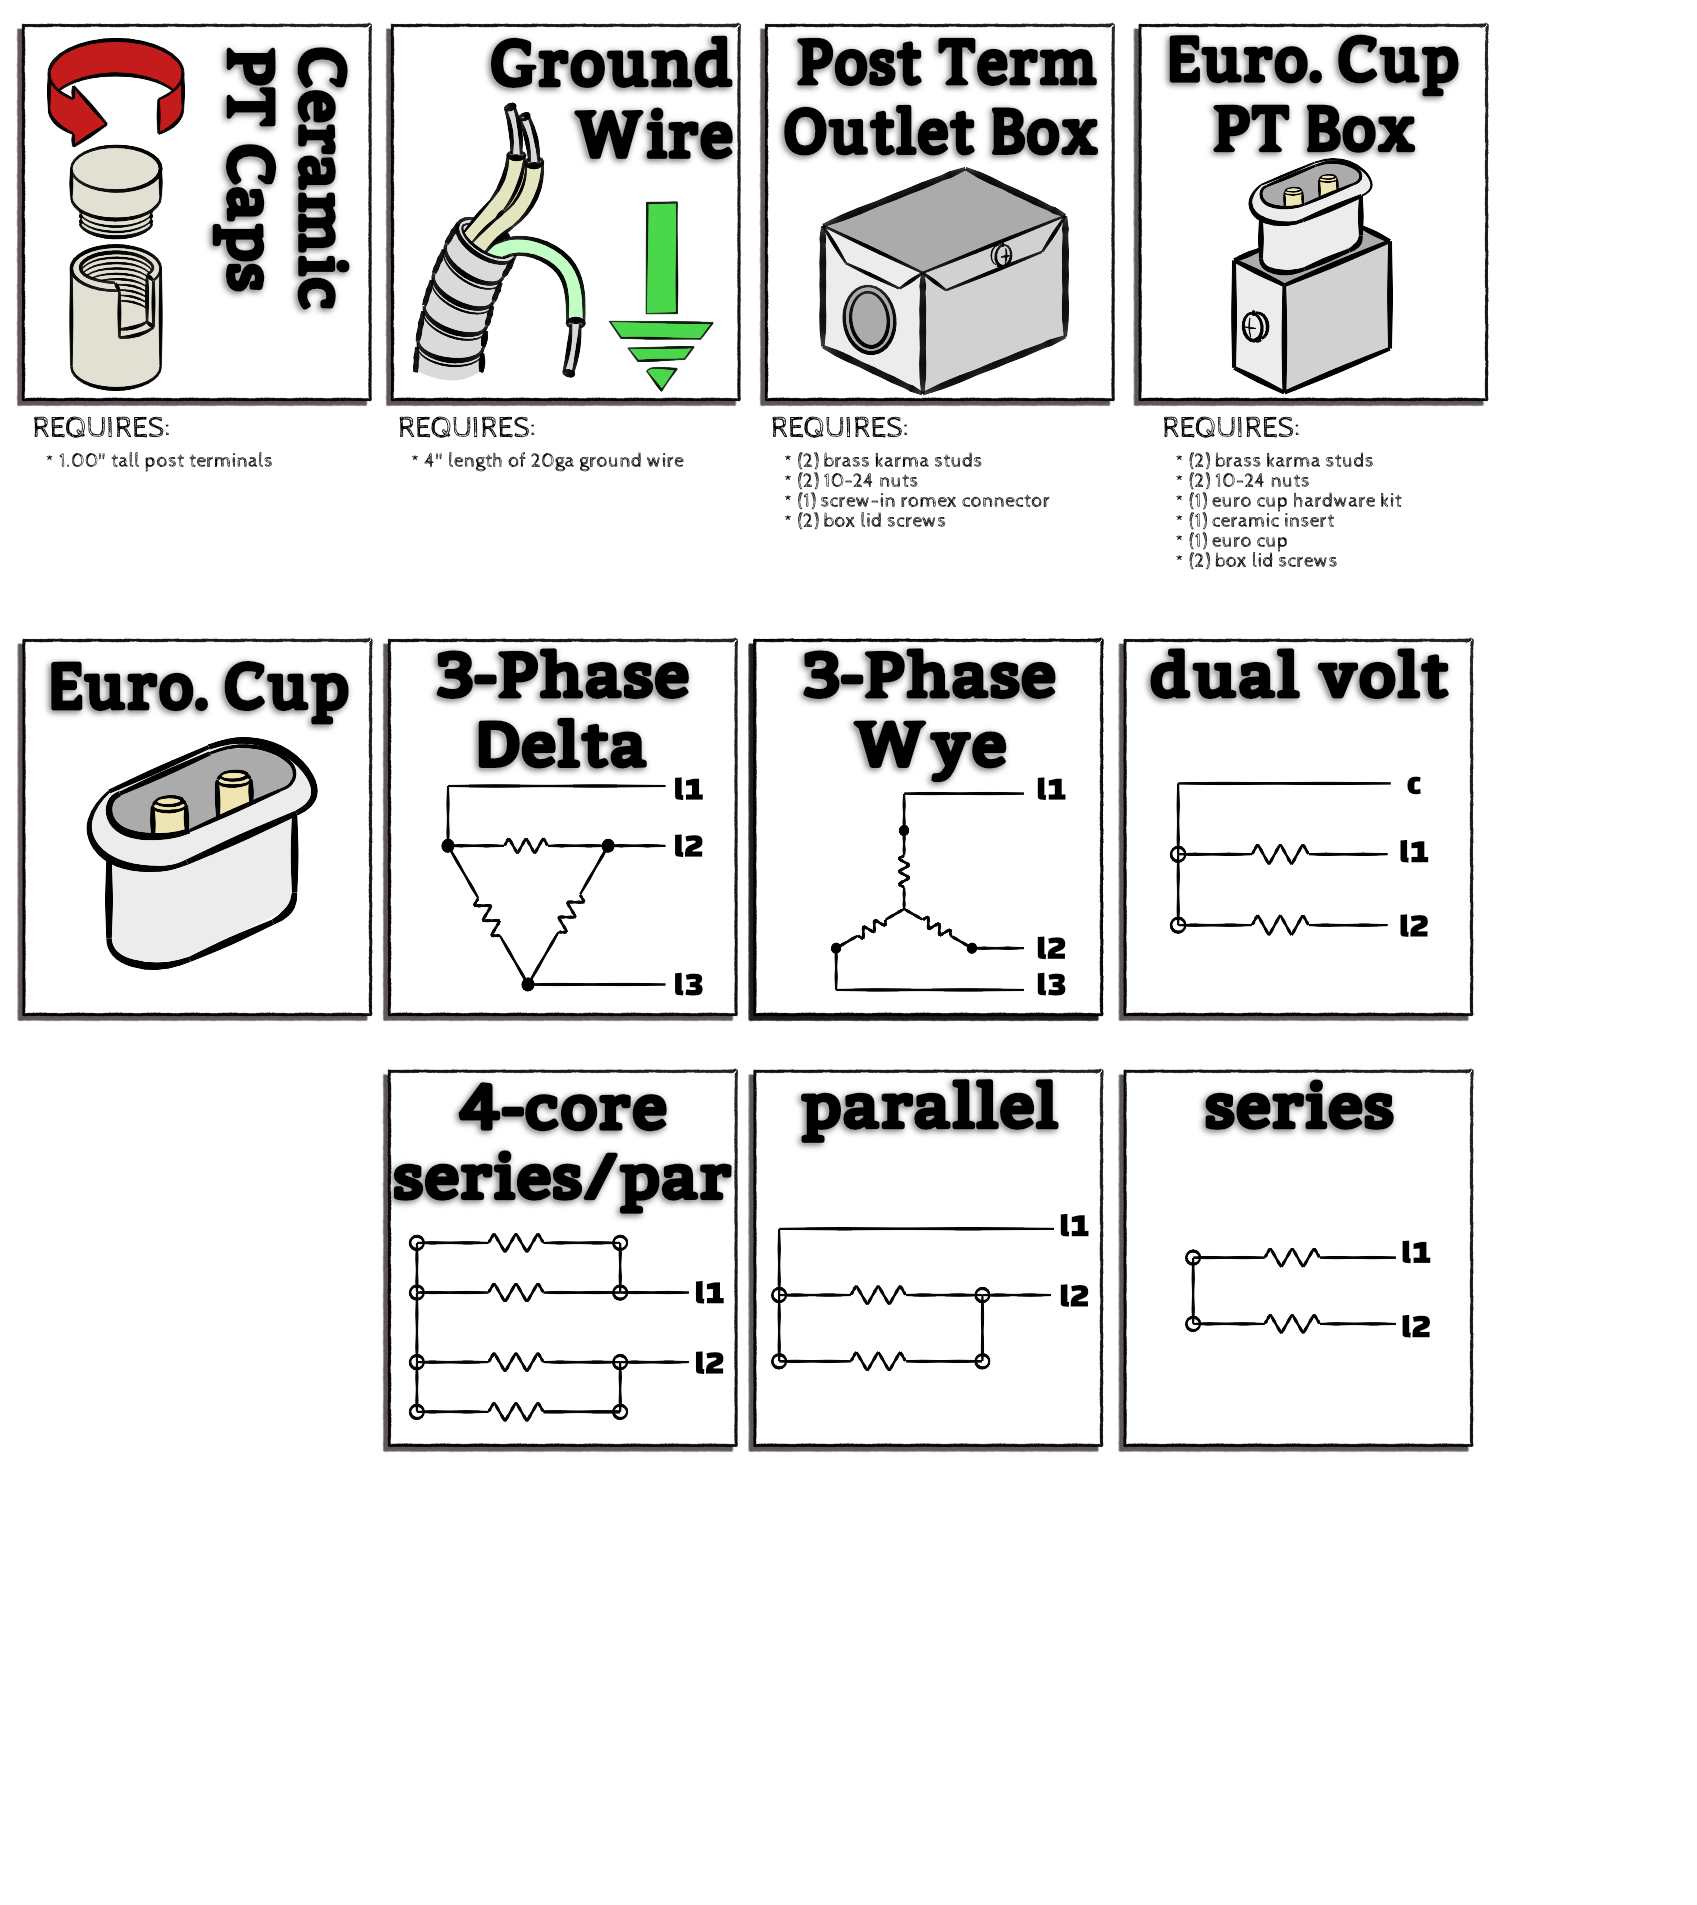 Ceramic
PT Caps
REQUIRES:
* 1.00" tall post terminals
Ground
Wire
REQUIRES:
* 4" length of 20ga ground wire
Post Term
Outlet Box
REQUIRES:
* (2) brass karma studs
* (2) 10-24 nuts
* (1) screw-in romex connector
* (2) box lid screws
Euro. Cup
PT Box
REQUIRES:
* (2) brass karma studs
* (2) 10-24 nuts
* (1) euro cup hardware kit
* (1) ceramic insert
* (1) euro cup
* (2) box lid screws
Euro. Cup
3-Phase
Delta
l1
l2
l3
3-Phase
Wye
l1
l2
l3
dual volt
c
l1
l2
4-core
series/par
l1
l2
parallel
l1
l2
series
l1
l2